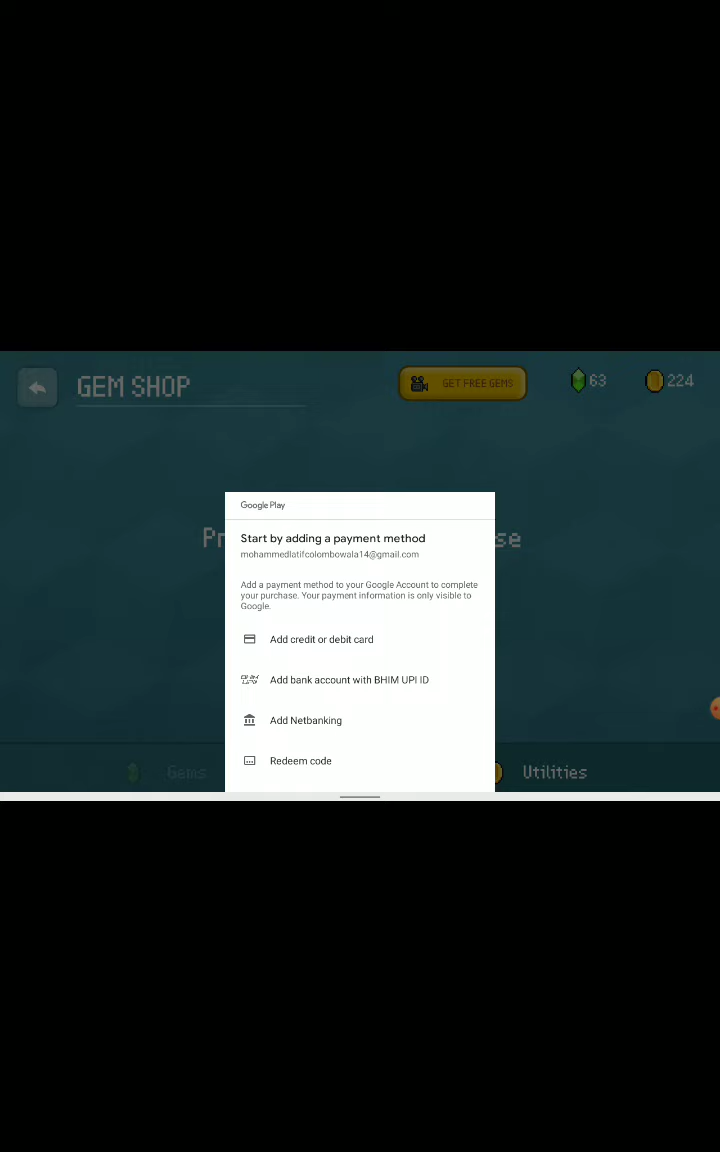 GEM SHOP
GET FREE GEMS
63
224
Google Play
Start by adding a payment method
mohammedlatifcolombowala14@gmail.com
Add a payment method to your Google Account to complete
your purchase. Your payment information is only visible to
Google.
Add credit or debit card
Add bank account with BHIM UPI ID
Add Netbanking
Redeem code
Gems
Utilities